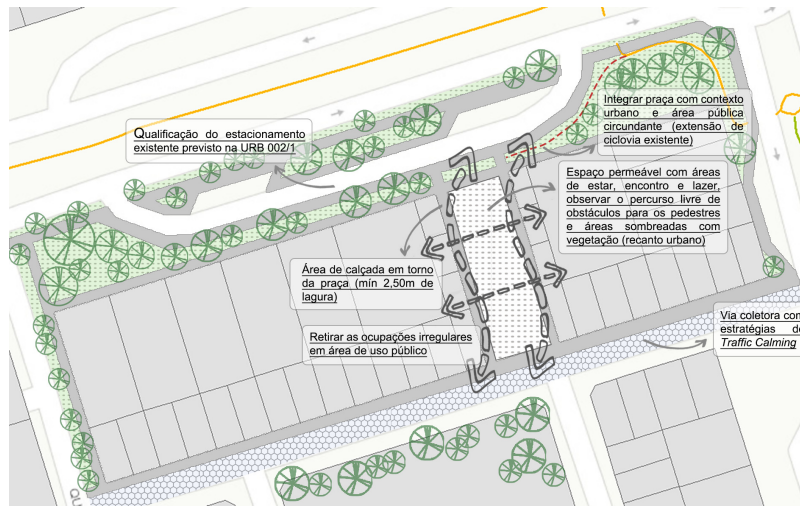 Qualificação do estacionamento
existente previsto na URB 002/1
Integrar praça com contexto
urbano e área pública
circundante (extensão de
ciclovia existente)
Espaço permeável com áreas
de estar, encontro e lazer,
observar o percurso livre de
obstáculos para os pedestres
e áreas sombreadas com
vegetação (recanto urbano)
Área de calçada em torno
da praça (mín 2,50m de
lagura)
Retirar as ocupações irregulares
em área de uso público
Via coletora com
estratégias de
Traffic Calming
QU